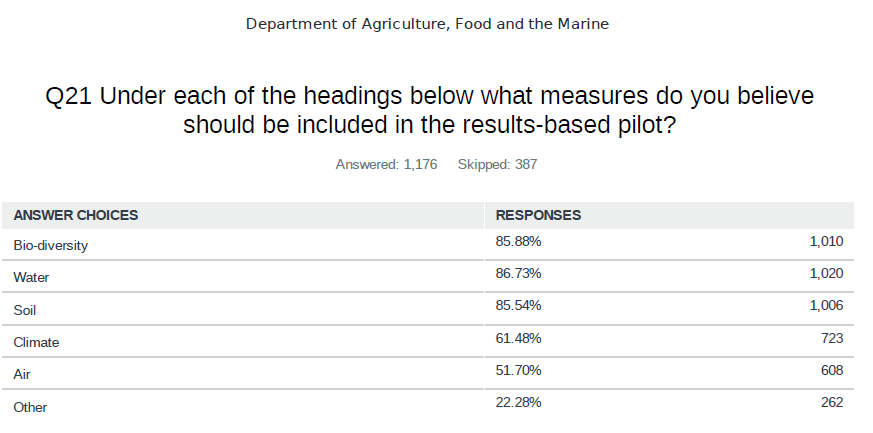 Department of Agriculture, Food and the Marine
Q21 Under each of the headings below what measures do you believe
should be included in the results-based pilot?
Answered: 1,176 Skipped: 387
ANSWER CHOICES RESPONSES
Bio-diversity 85.88% 1,010
Water 86.73% 1,020
Soil 85.54% 1,006
Climate 61.48% 723
Air 51.70% 608
Other 22.28% 262